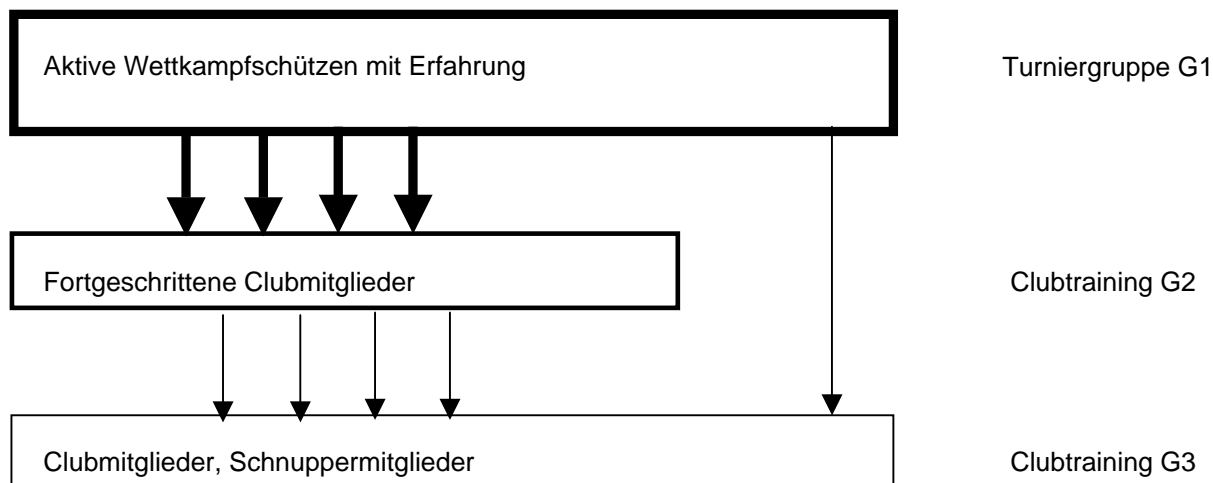 Aktive Wettkampfschützen mit Erfahrung Turniergruppe G1
Fortgeschrittene Clubmitglieder Clubtraining G2
Clubmitglieder, Schnuppermitglieder Clubtraining G3